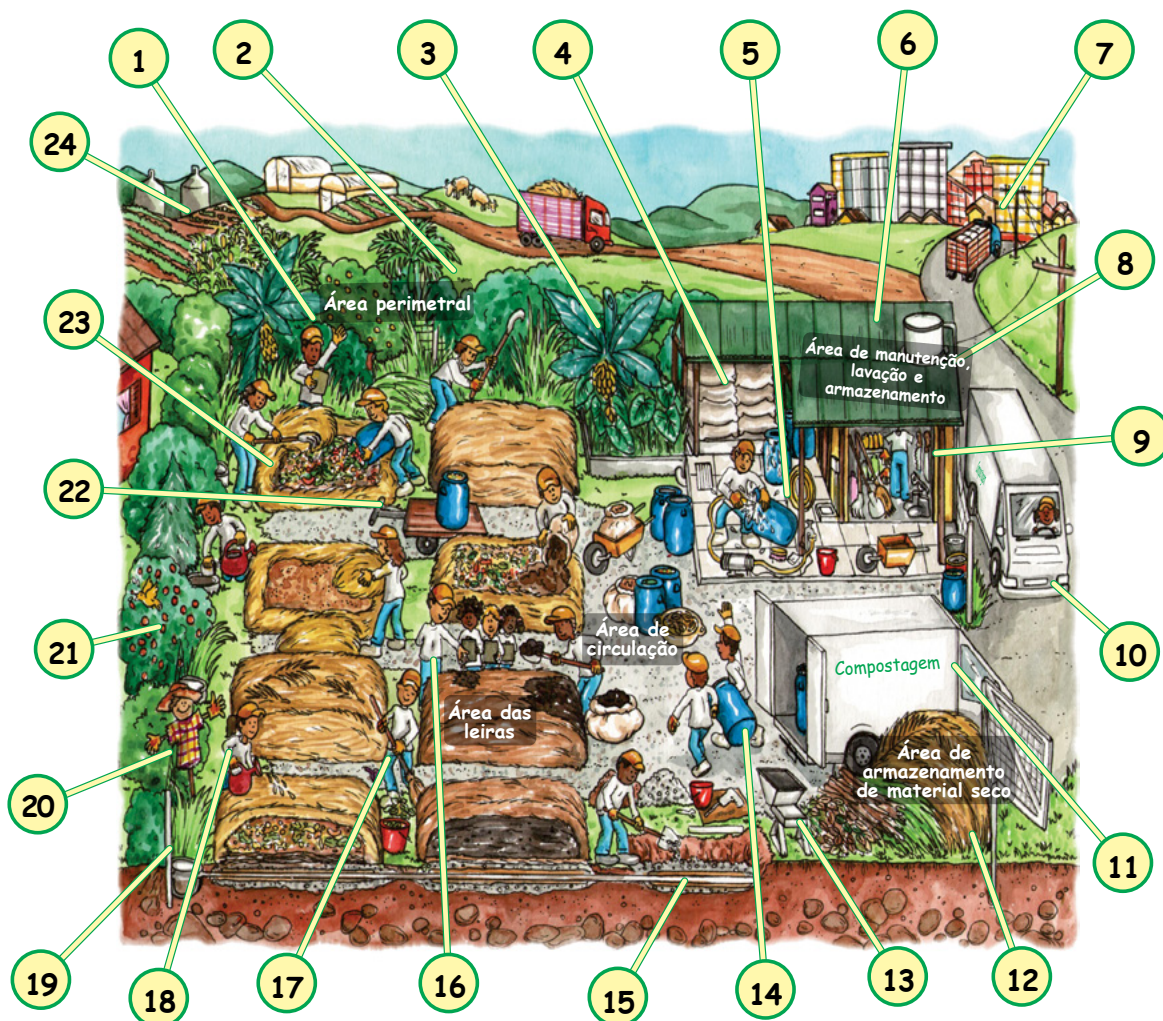 1
2
3
4
5
6
7
24
8
Área perimetral
23
Área de manutenção,
lavação e
armazenamento
9
22
21
Área de
circulação
10
Compostagem
Área das
leiras
Área de
armazenamento
de material seco
20
11
19
18
17
16
15
14
13
12